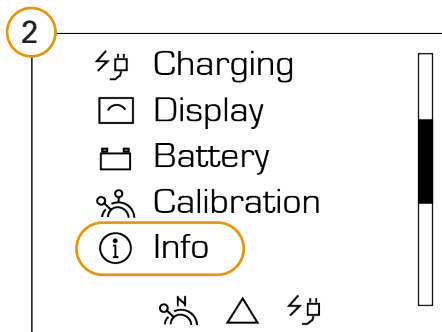 2
Charging
Display
Battery
Calibration
Info
N